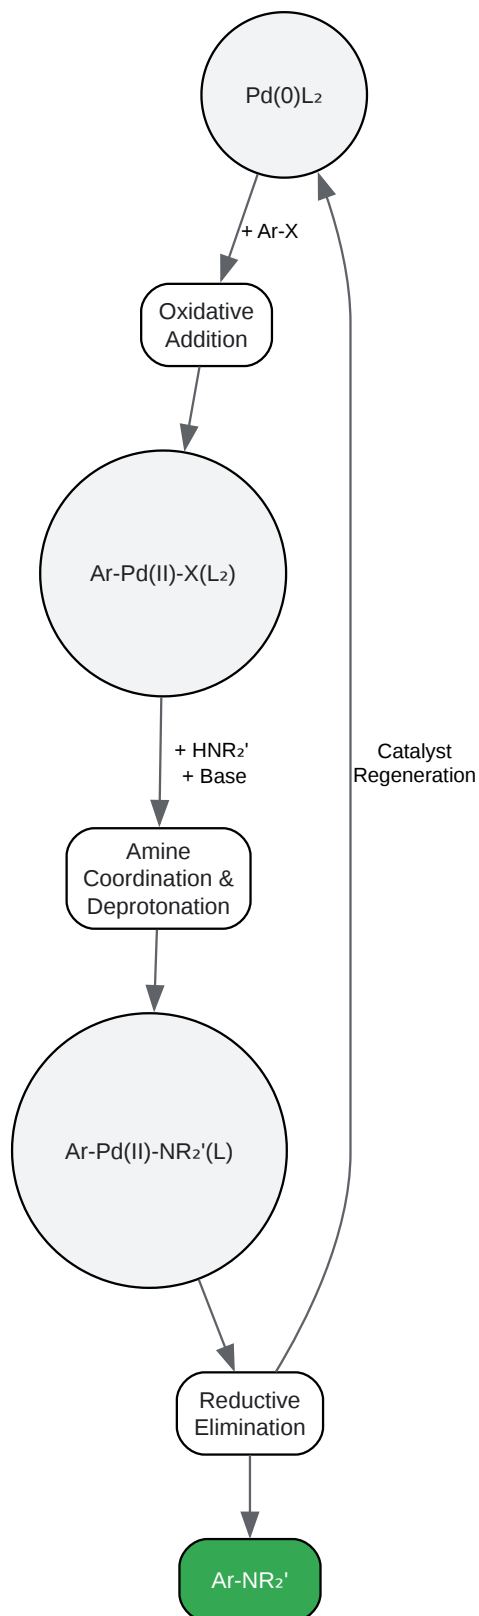 Pd(0)L₂
+ Ar-X
Oxidative
Addition
Ar-Pd(II)-X(L₂)
+ HNR₂'
+ Base
Catalyst
Regeneration
Amine
Coordination &
Deprotonation
Ar-Pd(II)-NR₂'(L)
Reductive
Elimination
Ar-NR₂'